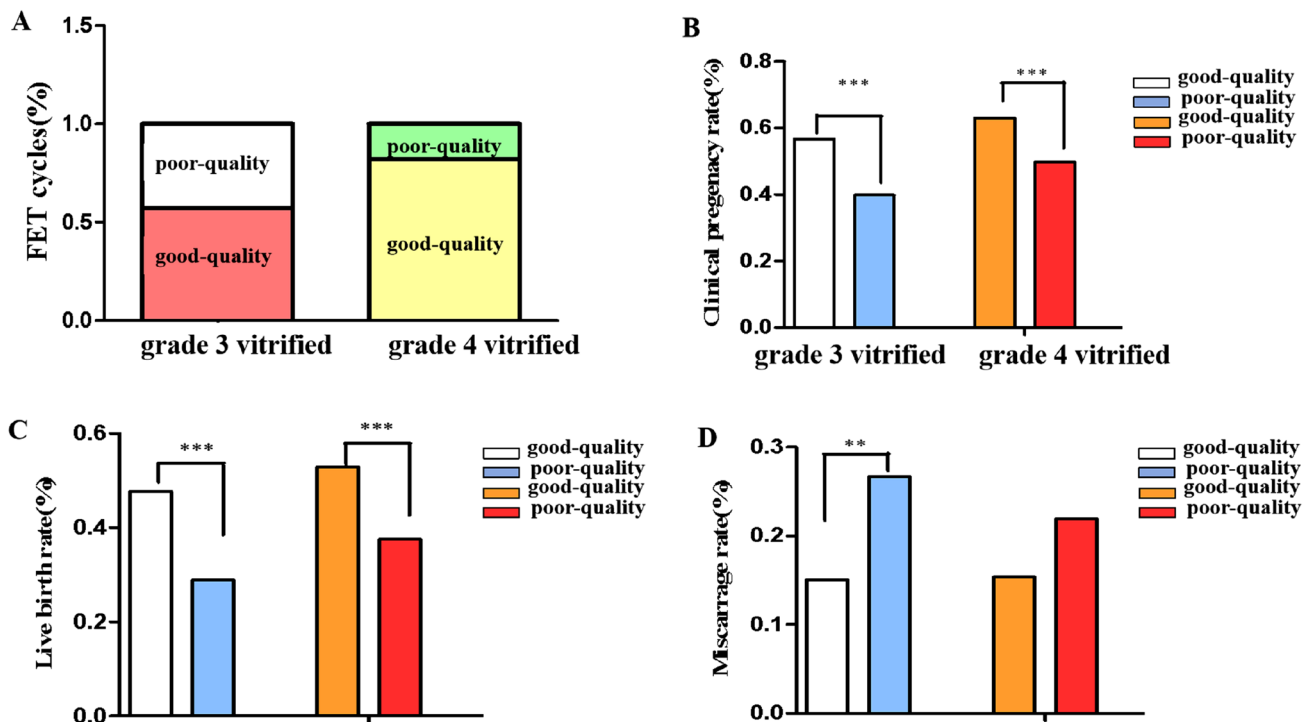 A
FET cycles(%)
1.5
1.0
0.5
0.0
poor-quality
good-quality
poor-quality
good-quality
grade 3 vitrified
grade 4 vitrified
B
Clinical pregenacy rate(%)
0.8
0.6
0.4
0.2
0.0
***
***
grade 3 vitrified
grade 4 vitrified
good-quality
poor-quality
good-quality
poor-quality
C
Live birth rate(%)
0.6
0.4
0.2
0.0
***
***
good-quality
poor-quality
good-quality
poor-quality
D
Miscarrage rate(%)
0.3
0.2
0.1
0.0
**
good-quality
poor-quality
good-quality
poor-quality